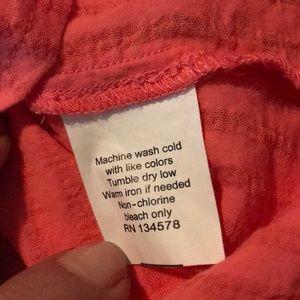 Machine wash cold
with like colors
Tumble dry low
Warm iron if needed
Non-chlorine
bleach only
RN 134578